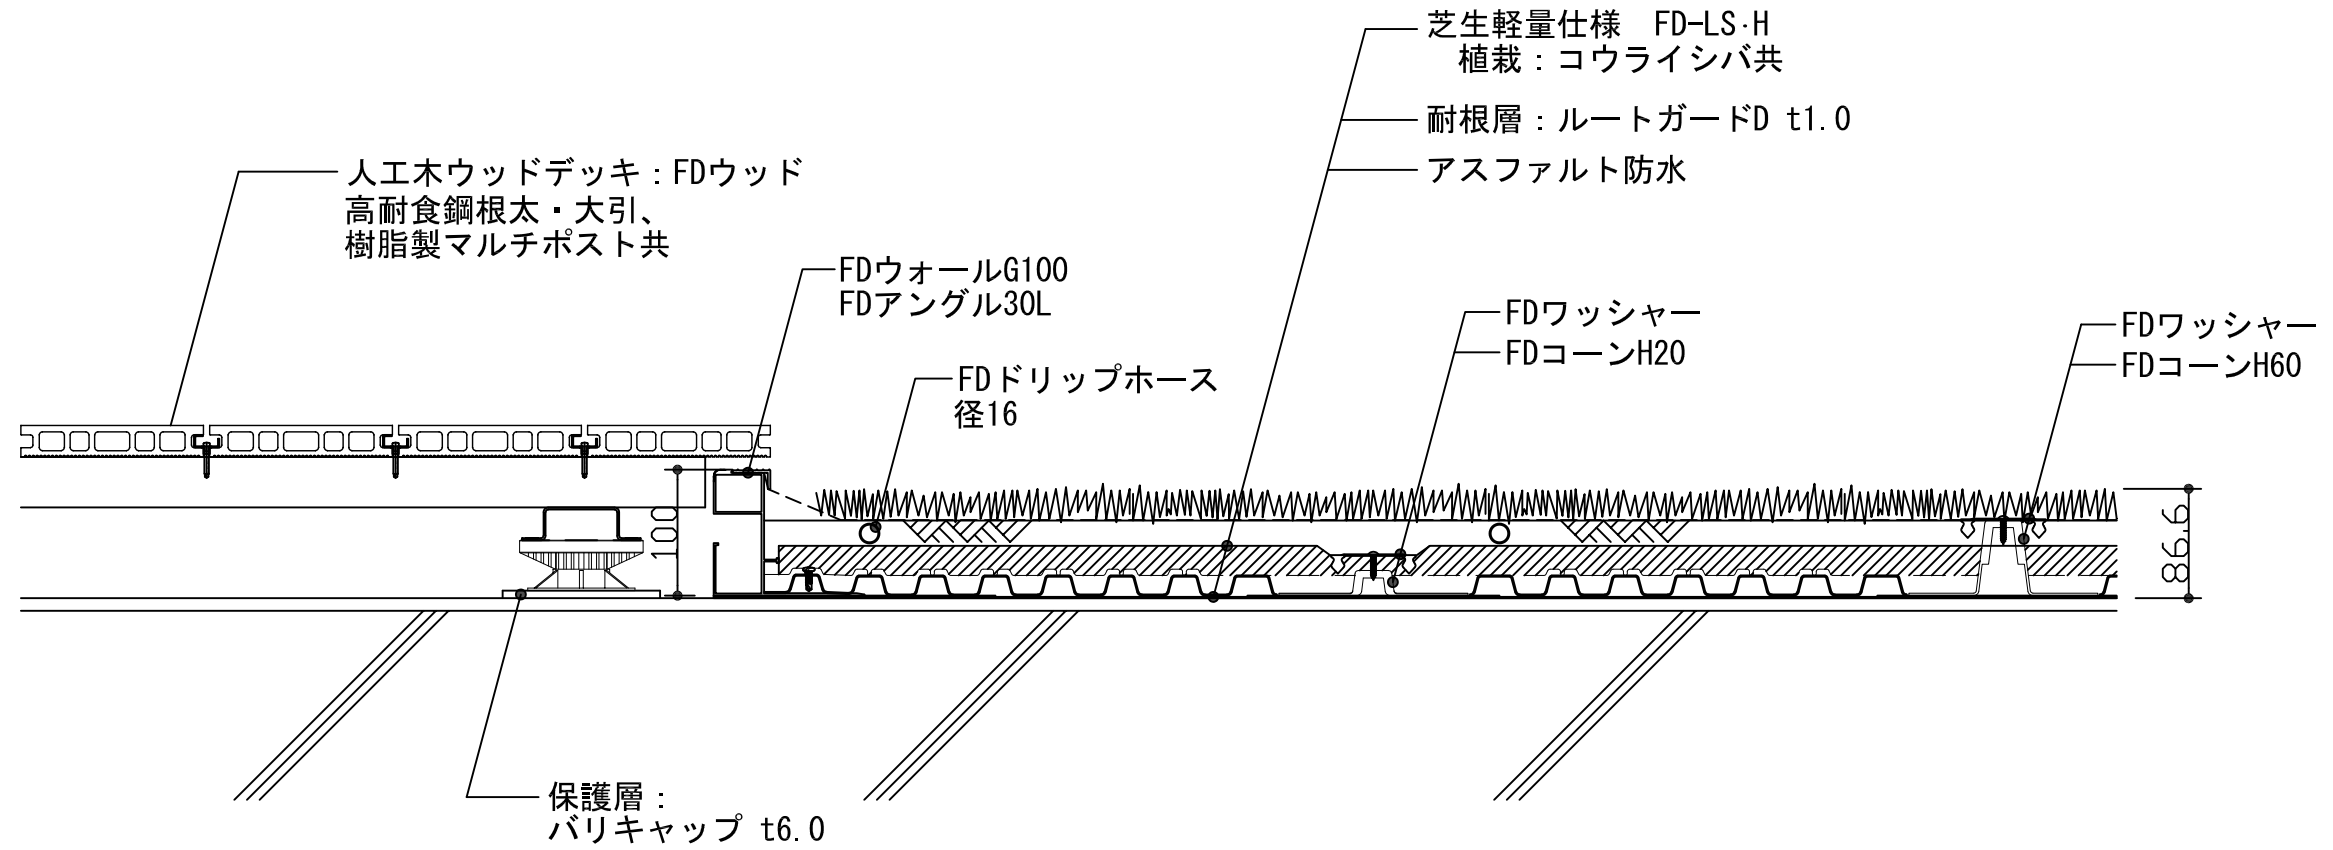 芝生軽量仕様　FD-LS・H
植栽：コウライシバ共
耐根層：ルートガードD t1.0
アスファルト防水
人工木ウッドデッキ：FDウッド
高耐食鋼根太・大引、
樹脂製マルチポスト共
FDウォールG100
FDアングル30L
FDワッシャー
FDコーンH20
FDワッシャー
FDコーンH60
FDドリップホース
径16
100
86.6
保護層：
バリキャップ t6.0